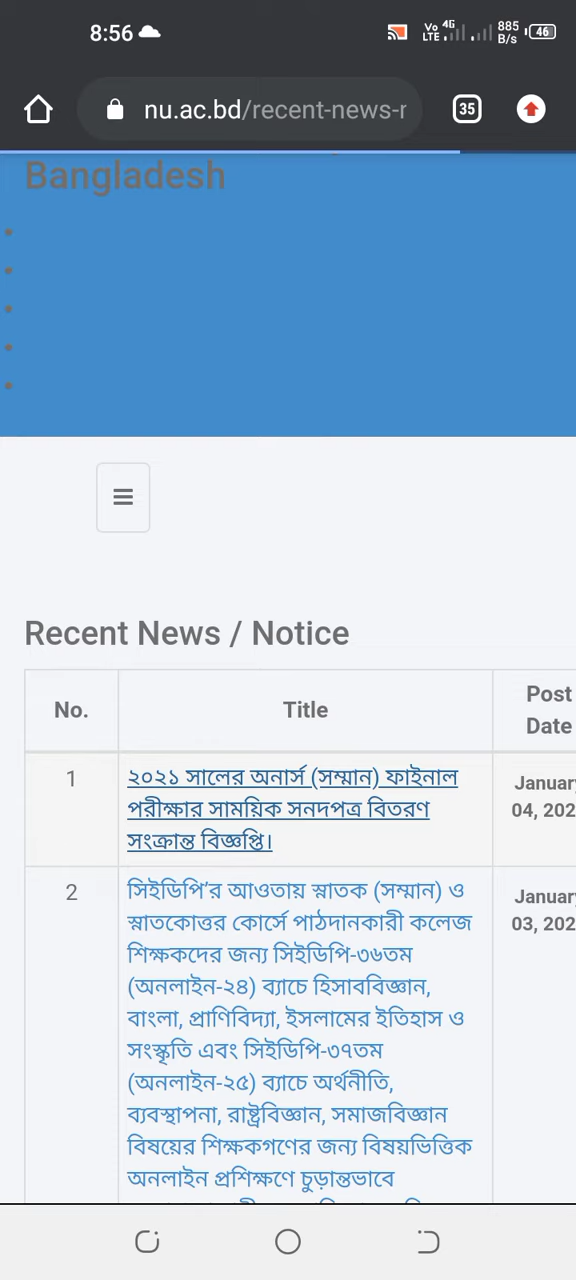 8:56
Vo LTE 4G 885 B/s 46
nu.ac.bd/recent-news-r
35
Bangladesh
Recent News / Notice
No. Title Post Date
1
২০২১ সালের অনার্স (সম্মান) ফাইনাল
পরীক্ষার সাময়িক সনদপত্র বিতরণ
সংক্রান্ত বিজ্ঞপ্তি।
January
04, 202
2
সিইডিপি’র আওতায় স্নাতক (সম্মান) ও
স্নাতকোত্তর কোর্সে পাঠদানকারী কলেজ
শিক্ষকদের জন্য সিইডিপি-৩৬তম
(অনলাইন-২৪) ব্যাচে হিসাববিজ্ঞান,
বাংলা, প্রাণিবিদ্যা, ইসলামের ইতিহাস ও
সংস্কৃতি এবং সিইডিপি-৩৭তম
(অনলাইন-২৫) ব্যাচে অর্থনীতি,
ব্যবস্থাপনা, রাষ্ট্রবিজ্ঞান, সমাজবিজ্ঞান
বিষয়ের শিক্ষকগণের জন্য বিষয়ভিত্তিক
অনলাইন প্রশিক্ষণে চুড়ান্তভাবে
January
03, 202